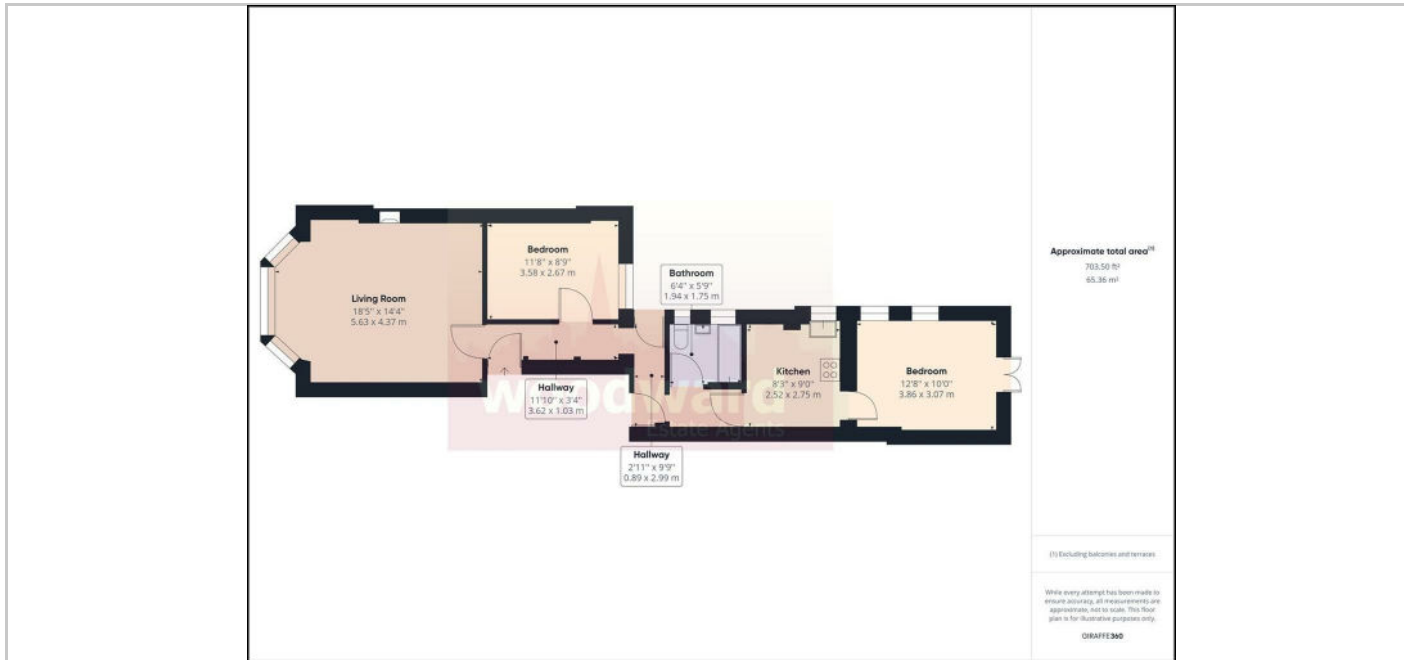 Living Room
18'5" x 14'4"
5.63 x 4.37 m
Bedroom
11'8" x 8'9"
3.58 x 2.67 m
Bathroom
6'4" x 5'9"
1.94 x 1.75 m
Hallway
11'10" x 3'4"
3.62 x 1.03 m
Hallway
2'11" x 9'9"
0.89 x 2.99 m
Kitchen
8'3" x 9'0"
2.52 x 2.75 m
Bedroom
12'8" x 10'0"
3.86 x 3.07 m
woodward
Estate Agents
Approximate total area⁽¹⁾
703.50 ft²
65.36 m²
(1) Excluding balconies and terraces
While every attempt has been made to
ensure accuracy, all measurements are
approximate, not to scale. This floor
plan is for illustrative purposes only.
GIRAFFE360